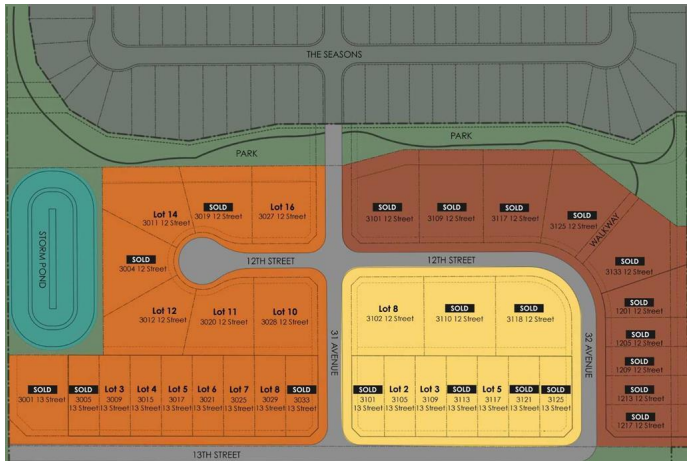 THE SEASONS
PARK
PARK
STORM POND
Lot 14
3011 12 Street
SOLD
3019 12 Street
Lot 16
3027 12 Street
SOLD
3004 12 Street
12TH STREET
Lot 12
3012 12 Street
Lot 11
3020 12 Street
Lot 10
3028 12 Street
SOLD
3001 13 Street
SOLD
3005
13 Street
Lot 3
3009
13 Street
Lot 4
3015
13 Street
Lot 5
3017
13 Street
Lot 6
3021
13 Street
Lot 7
3025
13 Street
Lot 8
3029
13 Street
SOLD
3033
13 Street
31 AVENUE
SOLD
3101 12 Street
SOLD
3109 12 Street
SOLD
3117 12 Street
SOLD
3125 12 Street
WALKWAY
SOLD
3133 12 Street
12TH STREET
Lot 8
3102 12 Street
SOLD
3110 12 Street
SOLD
3118 12 Street
SOLD
3101
13 Street
Lot 2
3105
13 Street
Lot 3
3109
13 Street
SOLD
3113
13 Street
Lot 5
3117
13 Street
SOLD
3121
13 Street
SOLD
3125
13 Street
32 AVENUE
SOLD
1201 12 Street
SOLD
1205 12 Street
SOLD
1209 12 Street
SOLD
1213 12 Street
SOLD
1217 12 Street
13TH STREET